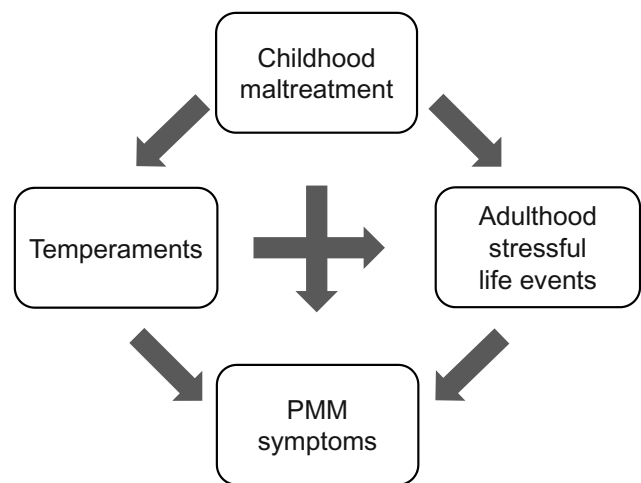 Childhood
maltreatment
Temperaments
Adulthood
stressful
life events
PMM
symptoms